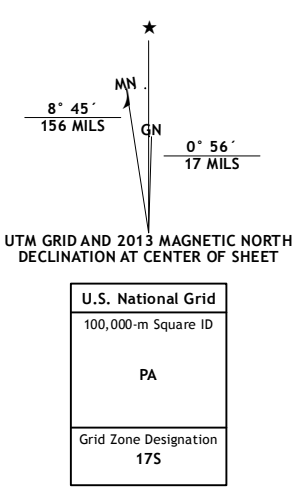 ★
MN
GN
8° 45´
156 MILS
0° 56´
17 MILS
UTM GRID AND 2013 MAGNETIC NORTH
DECLINATION AT CENTER OF SHEET
U.S. National Grid
100,000-m Square ID
PA
Grid Zone Designation
17S